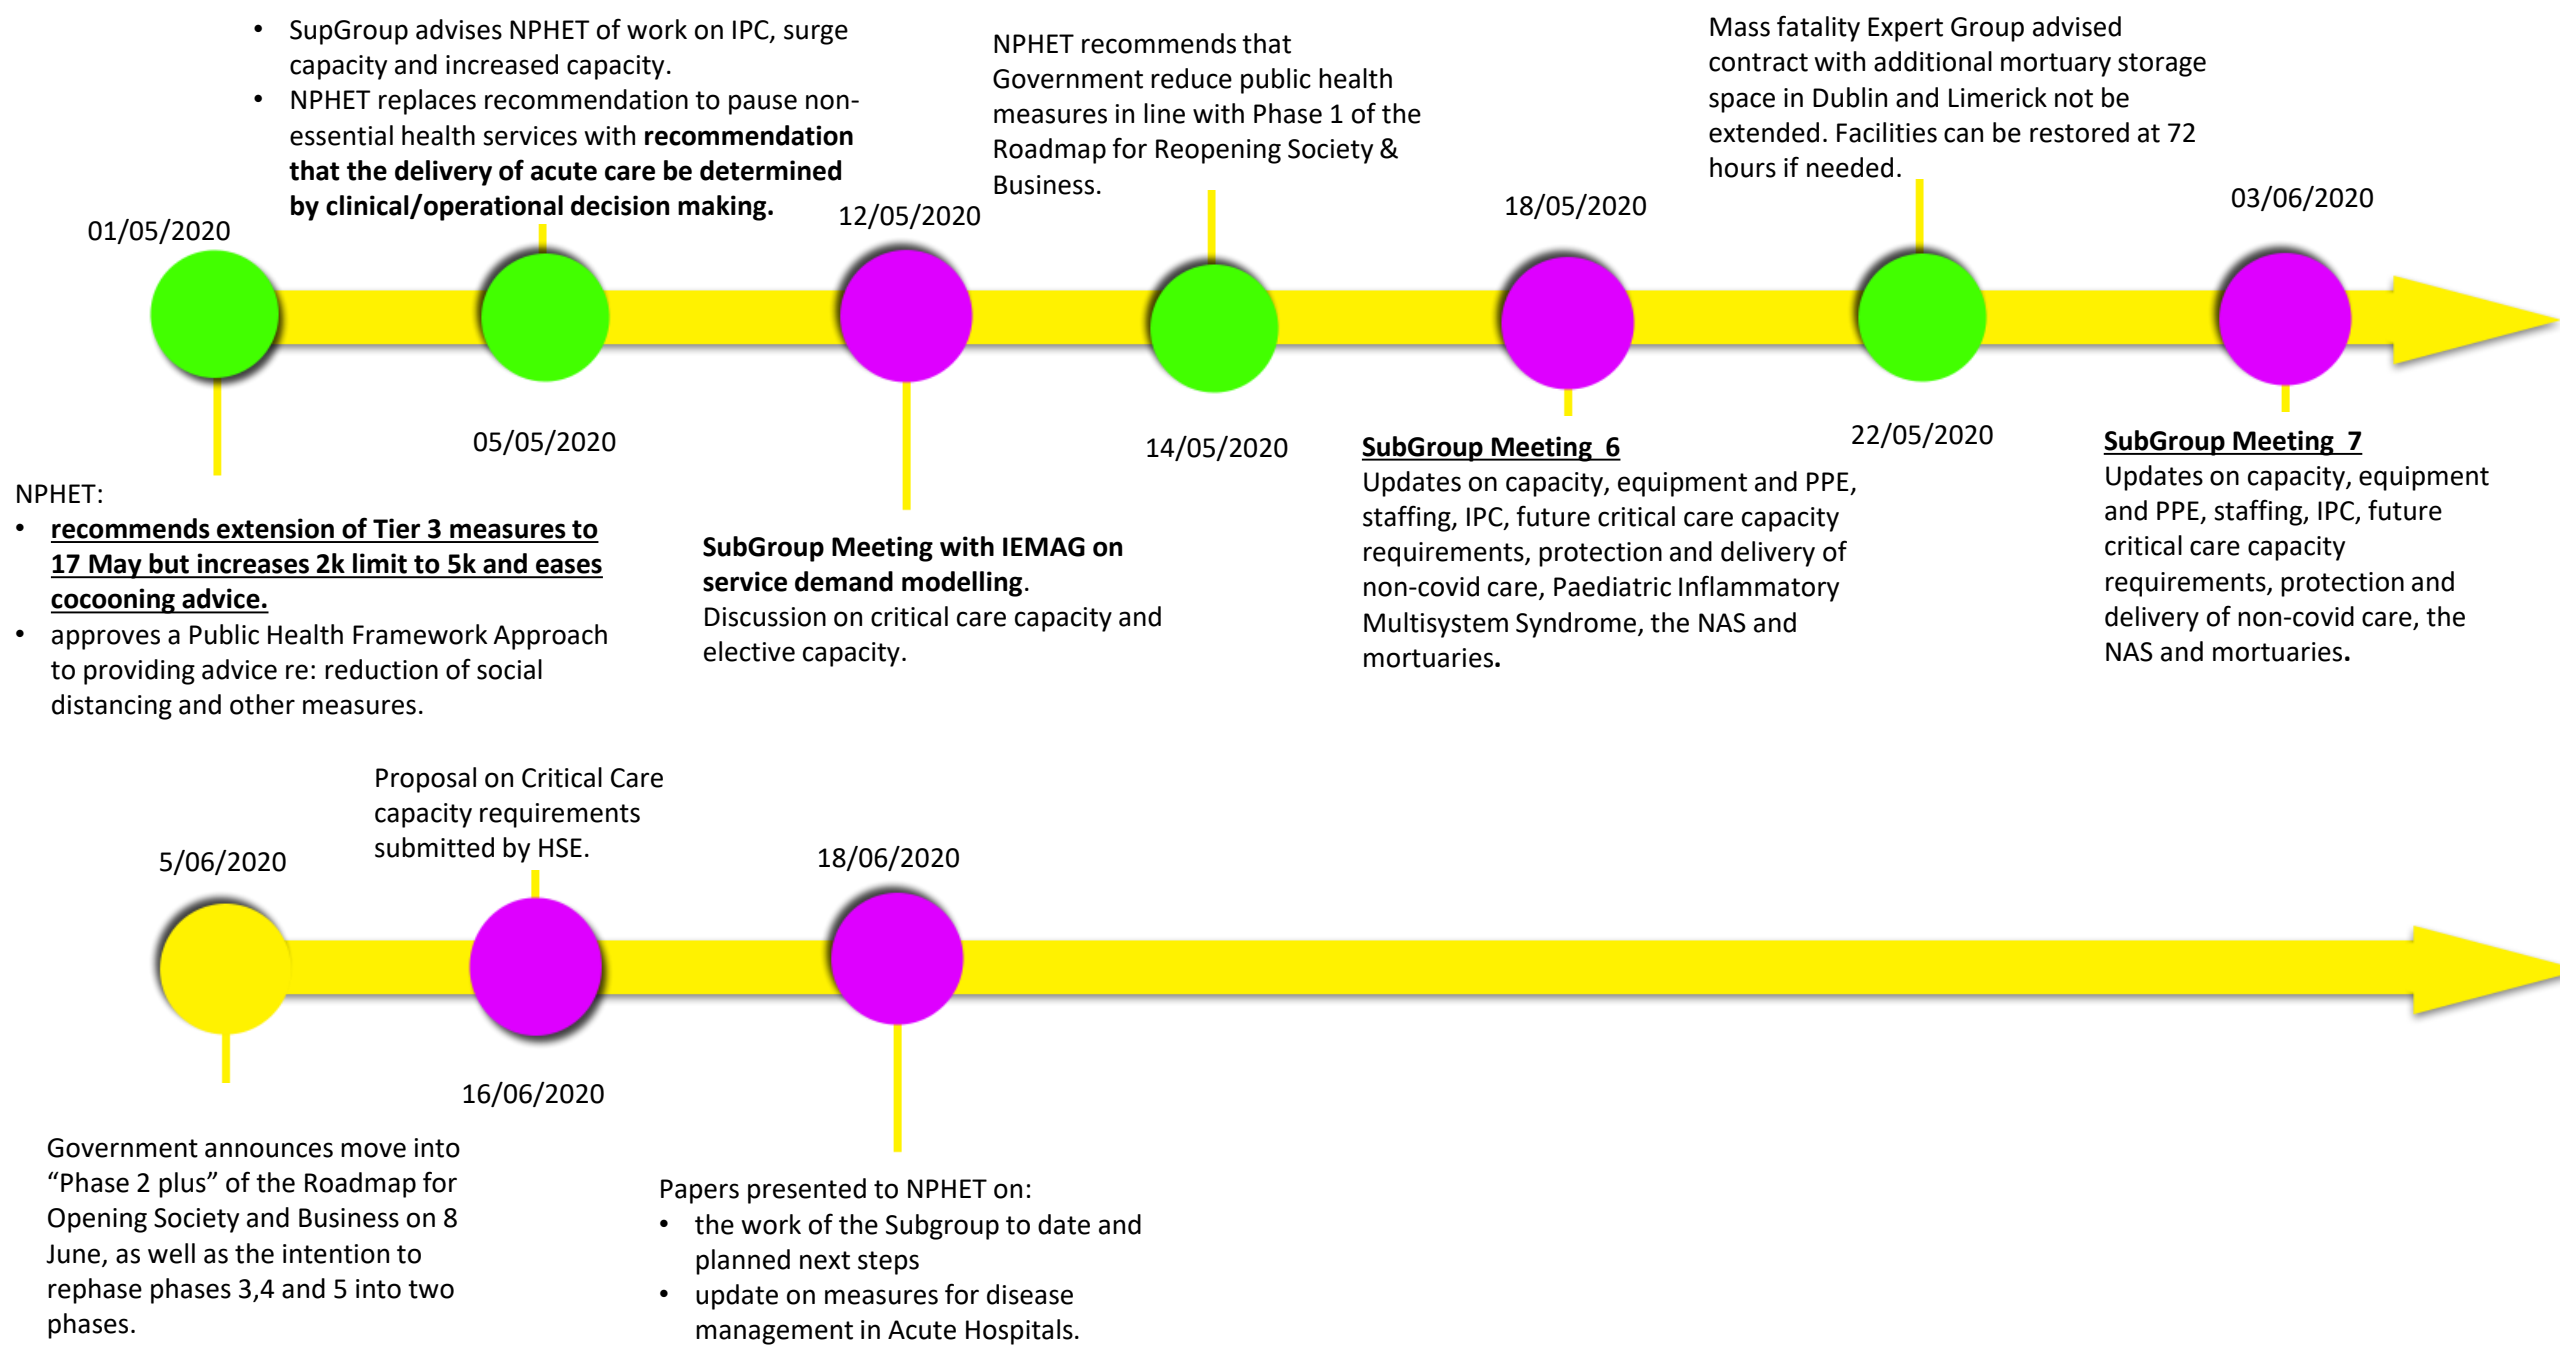 • SupGroup advises NPHET of work on IPC, surge
capacity and increased capacity.
• NPHET replaces recommendation to pause non-
essential health services with recommendation
that the delivery of acute care be determined
by clinical/operational decision making.
NPHET recommends that
Government reduce public health
measures in line with Phase 1 of the
Roadmap for Reopening Society &
Business.
Mass fatality Expert Group advised
contract with additional mortuary storage
space in Dublin and Limerick not be
extended. Facilities can be restored at 72
hours if needed.
01/05/2020
12/05/2020
18/05/2020
03/06/2020
05/05/2020
14/05/2020
22/05/2020
NPHET:
• recommends extension of Tier 3 measures to
17 May but increases 2k limit to 5k and eases
cocooning advice.
• approves a Public Health Framework Approach
to providing advice re: reduction of social
distancing and other measures.
SubGroup Meeting with IEMAG on
service demand modelling.
Discussion on critical care capacity and
elective capacity.
SubGroup Meeting 6
Updates on capacity, equipment and PPE,
staffing, IPC, future critical care capacity
requirements, protection and delivery of
non-covid care, Paediatric Inflammatory
Multisystem Syndrome, the NAS and
mortuaries.
SubGroup Meeting 7
Updates on capacity, equipment
and PPE, staffing, IPC, future
critical care capacity
requirements, protection and
delivery of non-covid care, the
NAS and mortuaries.
5/06/2020
Proposal on Critical Care
capacity requirements
submitted by HSE.
18/06/2020
16/06/2020
Government announces move into
“Phase 2 plus” of the Roadmap for
Opening Society and Business on 8
June, as well as the intention to
rephase phases 3,4 and 5 into two
phases.
Papers presented to NPHET on:
• the work of the Subgroup to date and
planned next steps
• update on measures for disease
management in Acute Hospitals.